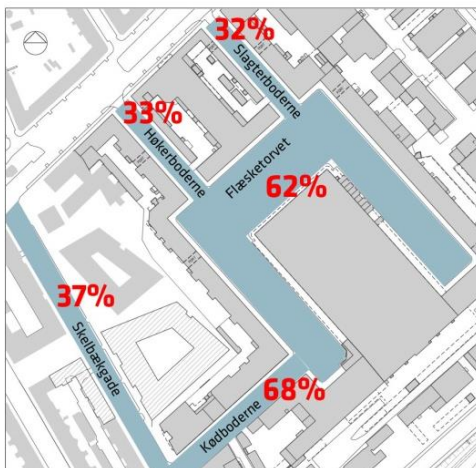 32%
Slagterboderne
33%
Høkerboderne
Flæsketorvet
62%
37%
Skelbækgade
68%
Kødboderne